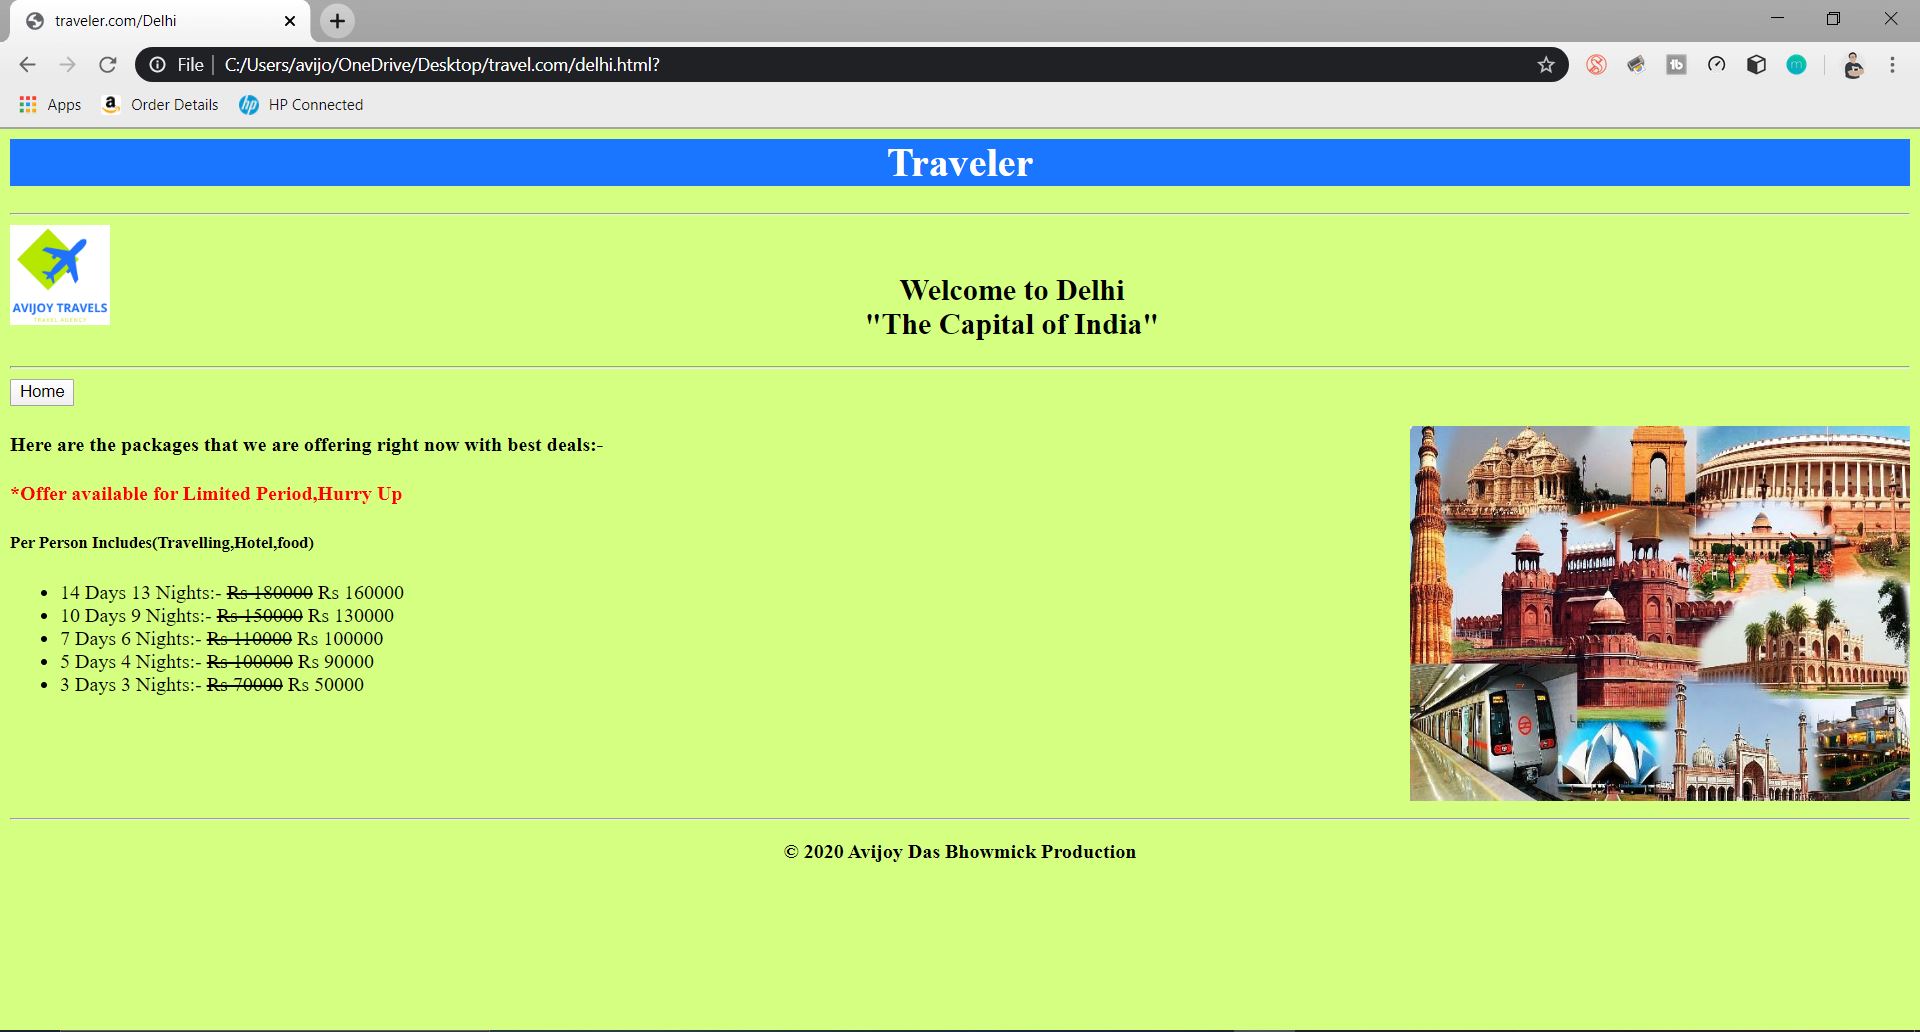 traveler.com/Delhi
File | C:/Users/avijo/OneDrive/Desktop/travel.com/delhi.html?
Apps Order Details HP Connected
Traveler
AVIJOY TRAVELS
TRAVEL AGENCY
Welcome to Delhi
"The Capital of India"
Home
Here are the packages that we are offering right now with best deals:-
*Offer available for Limited Period,Hurry Up
Per Person Includes(Travelling,Hotel,food)
14 Days 13 Nights:- Rs 180000 Rs 160000
10 Days 9 Nights:- Rs 150000 Rs 130000
7 Days 6 Nights:- Rs 110000 Rs 100000
5 Days 4 Nights:- Rs 100000 Rs 90000
3 Days 3 Nights:- Rs 70000 Rs 50000
© 2020 Avijoy Das Bhowmick Production